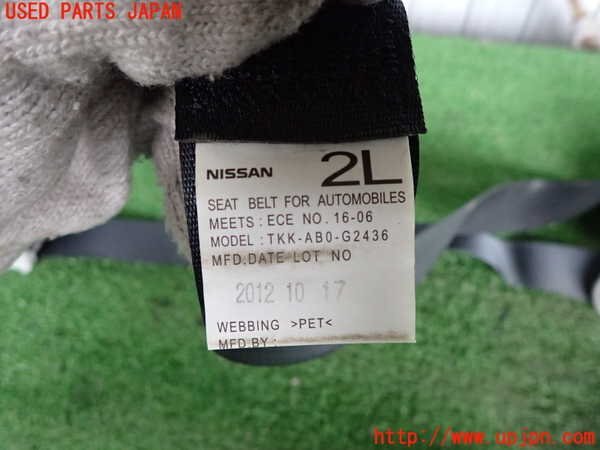 USED PARTS JAPAN
NISSAN 2L
SEAT BELT FOR AUTOMOBILES
MEETS:ECE NO.16-06
MODEL:TKK-AB0-G2436
MFD.DATE LOT NO
2012 10 17
WEBBING >PET<
MFD BY:
http://www.upjpn.com